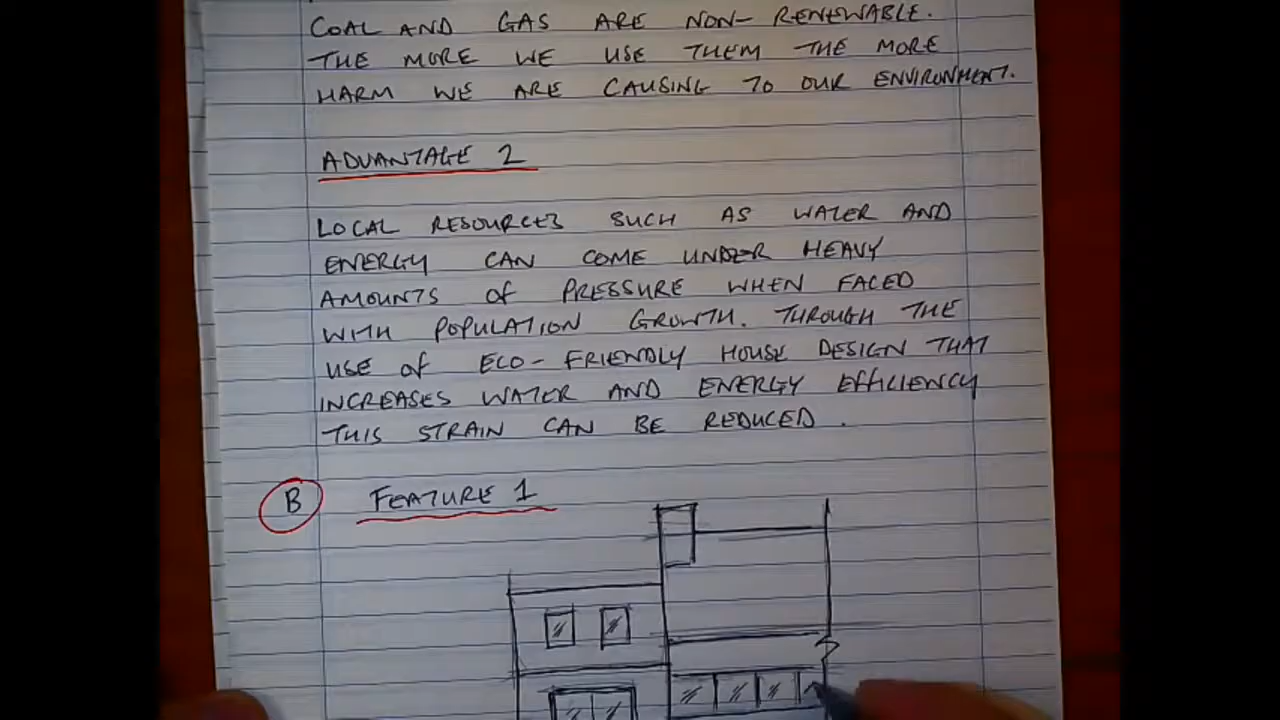 COAL AND GAS ARE NON-RENEWABLE.
THE MORE WE USE THEM THE MORE
HARM WE ARE CAUSING TO OUR ENVIRONMENT.
ADVANTAGE 2
LOCAL RESOURCES SUCH AS WATER AND
ENERGY CAN COME UNDER HEAVY
AMOUNTS OF PRESSURE WHEN FACED
WITH POPULATION GROWTH. THROUGH THE
USE OF ECO-FRIENDLY HOUSE DESIGN THAT
INCREASES WATER AND ENERGY EFFICIENCY
THIS STRAIN CAN BE REDUCED.
B FEATURE 1